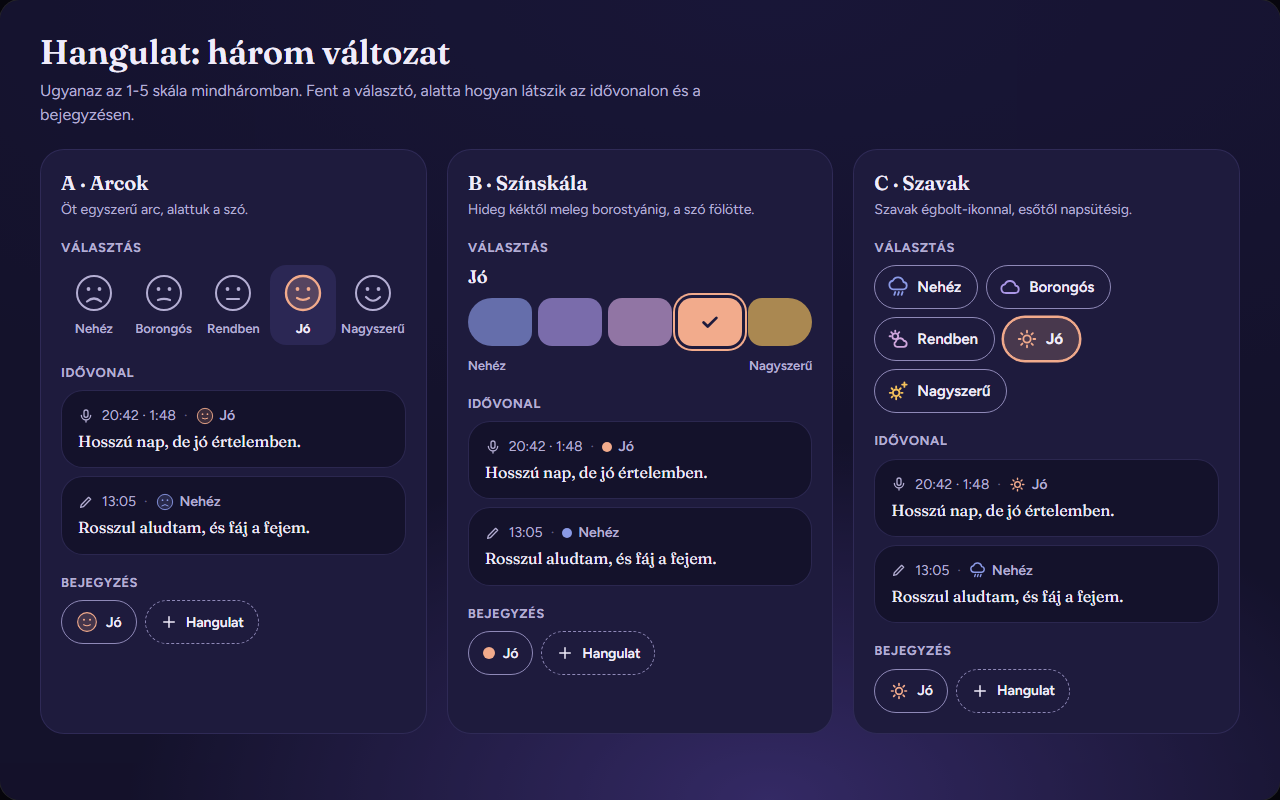 Hangulat: három változat
Ugyanaz az 1-5 skála mindháromban. Fent a választó, alatta hogyan látszik az idővonalon és a
bejegyzésen.
A · Arcok
Öt egyszerű arc, alattuk a szó.
VÁLASZTÁS
Nehéz
Borongós
Rendben
Jó
Nagyszerű
IDŐVONAL
20:42 · 1:48 · Jó
Hosszú nap, de jó értelemben.
13:05 · Nehéz
Rosszul aludtam, és fáj a fejem.
BEJEGYZÉS
Jó
+ Hangulat
B · Színskála
Hideg kéktől meleg borostyánig, a szó fölötte.
VÁLASZTÁS
Jó
Nehéz
Nagyszerű
IDŐVONAL
20:42 · 1:48 · Jó
Hosszú nap, de jó értelemben.
13:05 · Nehéz
Rosszul aludtam, és fáj a fejem.
BEJEGYZÉS
Jó
+ Hangulat
C · Szavak
Szavak égbolt-ikonnal, esőtől napsütésig.
VÁLASZTÁS
Nehéz
Borongós
Rendben
Jó
Nagyszerű
IDŐVONAL
20:42 · 1:48 · Jó
Hosszú nap, de jó értelemben.
13:05 · Nehéz
Rosszul aludtam, és fáj a fejem.
BEJEGYZÉS
Jó
+ Hangulat